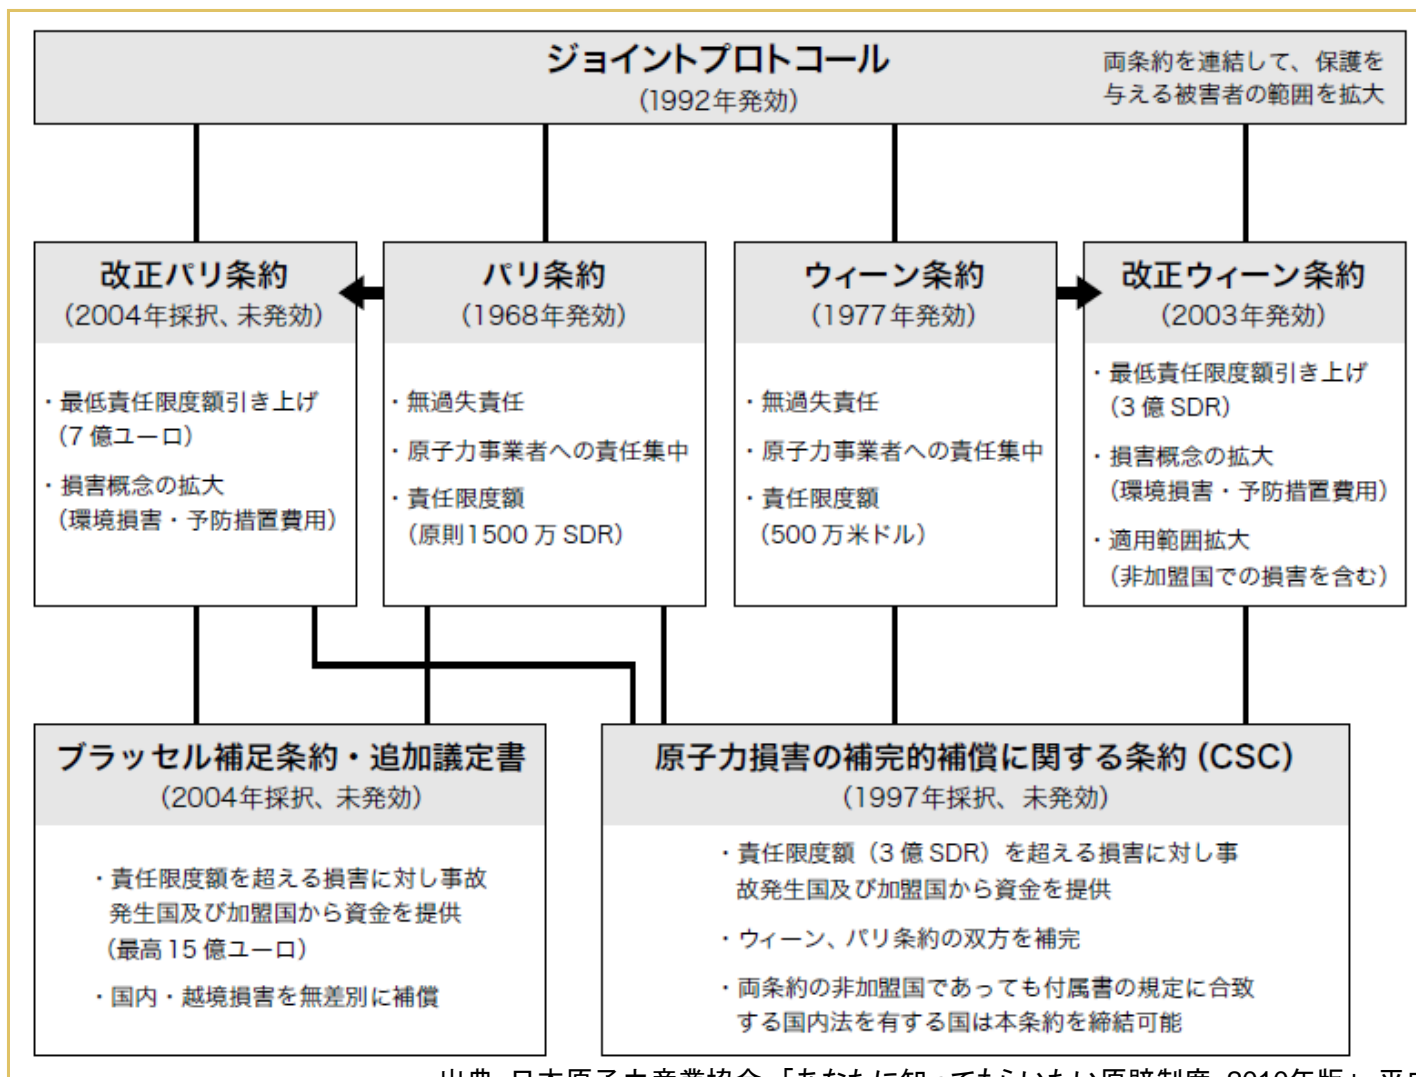 ジョイントプロトコール
（1992年発効）
両条約を連結して、保護を
与える被害者の範囲を拡大
改正パリ条約
（2004年採択、未発効）
・最低責任限度額引き上げ
（7億ユーロ）
・損害概念の拡大
（環境損害・予防措置費用）
パリ条約
（1968年発効）
・無過失責任
・原子力事業者への責任集中
・責任限度額
（原則1500万SDR）
ウィーン条約
（1977年発効）
・無過失責任
・原子力事業者への責任集中
・責任限度額
（500万米ドル）
改正ウィーン条約
（2003年発効）
・最低責任限度額引き上げ
（3億SDR）
・損害概念の拡大
（環境損害・予防措置費用）
・適用範囲拡大
（非加盟国での損害を含む）
ブラッセル補足条約・追加議定書
（2004年採択、未発効）
・責任限度額を超える損害に対し事故
発生国及び加盟国から資金を提供
（最高15億ユーロ）
・国内・越境損害を無差別に補償
原子力損害の補完的補償に関する条約（CSC）
（1997年採択、未発効）
・責任限度額（3億SDR）を超える損害に対し事
故発生国及び加盟国から資金を提供
・ウィーン、パリ条約の双方を補完
・両条約の非加盟国であっても付属書の規定に合致
する国内法を有する国は本条約を締結可能